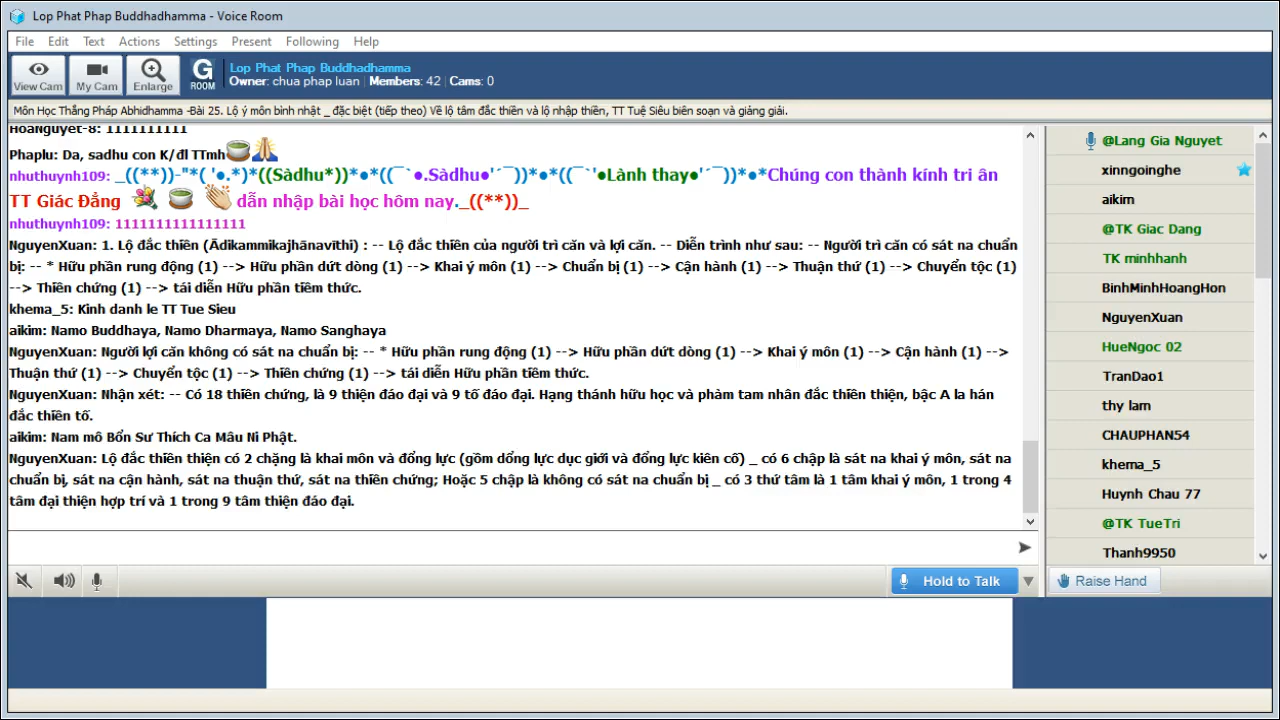 Lop Phat Phap Buddhadhamma - Voice Room
File Edit Text Actions Settings Present Following Help
View Cam My Cam Enlarge G ROOM
Lop Phat Phap Buddhadhamma
Owner: chua phap luan | Members: 42 | Cams: 0
Môn Học Thắng Pháp Abhidhamma -Bài 25. Lộ ý môn bình nhật _ đặc biệt (tiếp theo) Về lộ tâm đắc thiền và lộ nhập thiền, TT Tuệ Siêu biên soạn và giảng giải.
HoaNguyet-8: 1111111111
Phaplu: Da, sadhu con K/đl TTmh
nhuthuynh109: _((**))-"*( '●.*)*((Sàdhu*))*●*((¯`●.Sàdhu●'´¯))*●*((¯`'●Lành thay●'´¯))*●*Chúng con thành kính tri ân
TT Giác Đẳng dẫn nhập bài học hôm nay._((**))_
nhuthuynh109: 1111111111111111
NguyenXuan: 1. Lộ đắc thiền (Ādikammikajhānavīthi) : -- Lộ đắc thiền của người trì căn và lợi căn. -- Diễn trình như sau: -- Người trì căn có sát na chuẩn
bị: -- * Hữu phần rung động (1) --> Hữu phần dứt dòng (1) --> Khai ý môn (1) --> Chuẩn bị (1) --> Cận hành (1) --> Thuận thứ (1) --> Chuyển tộc (1)
--> Thiền chứng (1) --> tái diễn Hữu phần tiềm thức.
khema_5: Kinh danh le TT Tue Sieu
aikim: Namo Buddhaya, Namo Dharmaya, Namo Sanghaya
NguyenXuan: Người lợi căn không có sát na chuẩn bị: -- * Hữu phần rung động (1) --> Hữu phần dứt dòng (1) --> Khai ý môn (1) --> Cận hành (1) -->
Thuận thứ (1) --> Chuyển tộc (1) --> Thiền chứng (1) --> tái diễn Hữu phần tiềm thức.
NguyenXuan: Nhận xét: -- Có 18 thiền chứng, là 9 thiện đáo đại và 9 tố đáo đại. Hạng thánh hữu học và phàm tam nhân đắc thiền thiện, bậc A la hán
đắc thiền tố.
aikim: Nam mô Bổn Sư Thích Ca Mâu Ni Phật.
NguyenXuan: Lộ đắc thiền thiện có 2 chặng là khai môn và đổng lực (gồm dổng lực dục giới và đổng lực kiên cố) _ có 6 chập là sát na khai ý môn, sát na
chuẩn bị, sát na cận hành, sát na thuận thứ, sát na thiền chứng; Hoặc 5 chập là không có sát na chuẩn bị _ có 3 thứ tâm là 1 tâm khai ý môn, 1 trong 4
tâm đại thiện hợp trí và 1 trong 9 tâm thiện đáo đại.
@Lang Gia Nguyet
xinngoinghe
aikim
@TK Giac Dang
TK minhhanh
BinhMinhHoangHon
NguyenXuan
HueNgoc 02
TranDao1
thy lam
CHAUPHAN54
khema_5
Huynh Chau 77
@TK TueTri
Thanh9950
Hold to Talk
Raise Hand